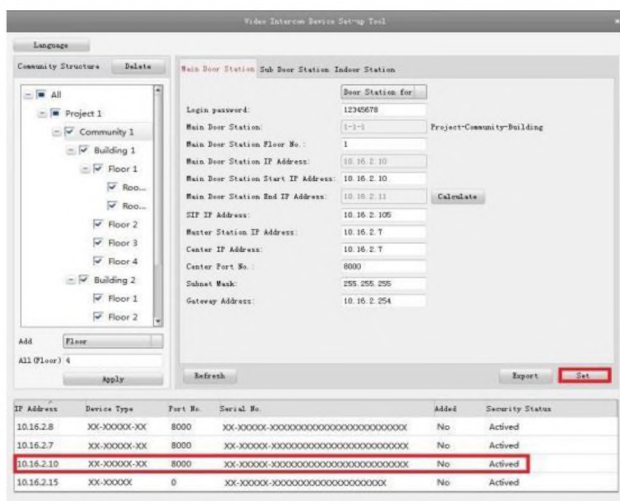 Video Intercom Device Set-up Tool
Language
Community Structure Delete
All
Project 1
Community 1
Building 1
Floor 1
Roo...
Roo...
Floor 2
Floor 3
Floor 4
Building 2
Floor 1
Floor 2
Add Floor
All(Floor) 4
Apply
Main Door Station Sub Door Station Indoor Station
Door Station for
Login password: 12345678
Main Door Station: 1-1-1 Project-Community-Building
Main Door Station Floor No.: 1
Main Door Station IP Address: 10.16.2.10
Main Door Station Start IP Address: 10.16.2.10
Main Door Station End IP Address: 10.16.2.11 Calculate
SIP IP Address: 10.16.2.105
Master Station IP Address: 10.16.2.7
Center IP Address: 10.16.2.7
Center Port No.: 8000
Subnet Mask: 255.255.255
Gateway Address: 10.16.2.254
Refresh Export Set
IP Address Device Type Port No. Serial No. Added Security Status
10.16.2.8 XX-XXXXX-XX 8000 XX-XXXXX-XXXXXXXXXXXXXXXXXXXXXXXX No Actived
10.16.2.7 XX-XXXXX-XX 8000 XX-XXXXX-XXXXXXXXXXXXXXXXXXXXXXXX No Actived
10.16.2.10 XX-XXXXX-XX 8000 XX-XXXXX-XXXXXXXXXXXXXXXXXXXXXXXX No Actived
10.16.2.15 XX-XXXXX 0 XX-XXXXX-XXXXXXXXXXXXXXXXXXXX No Actived